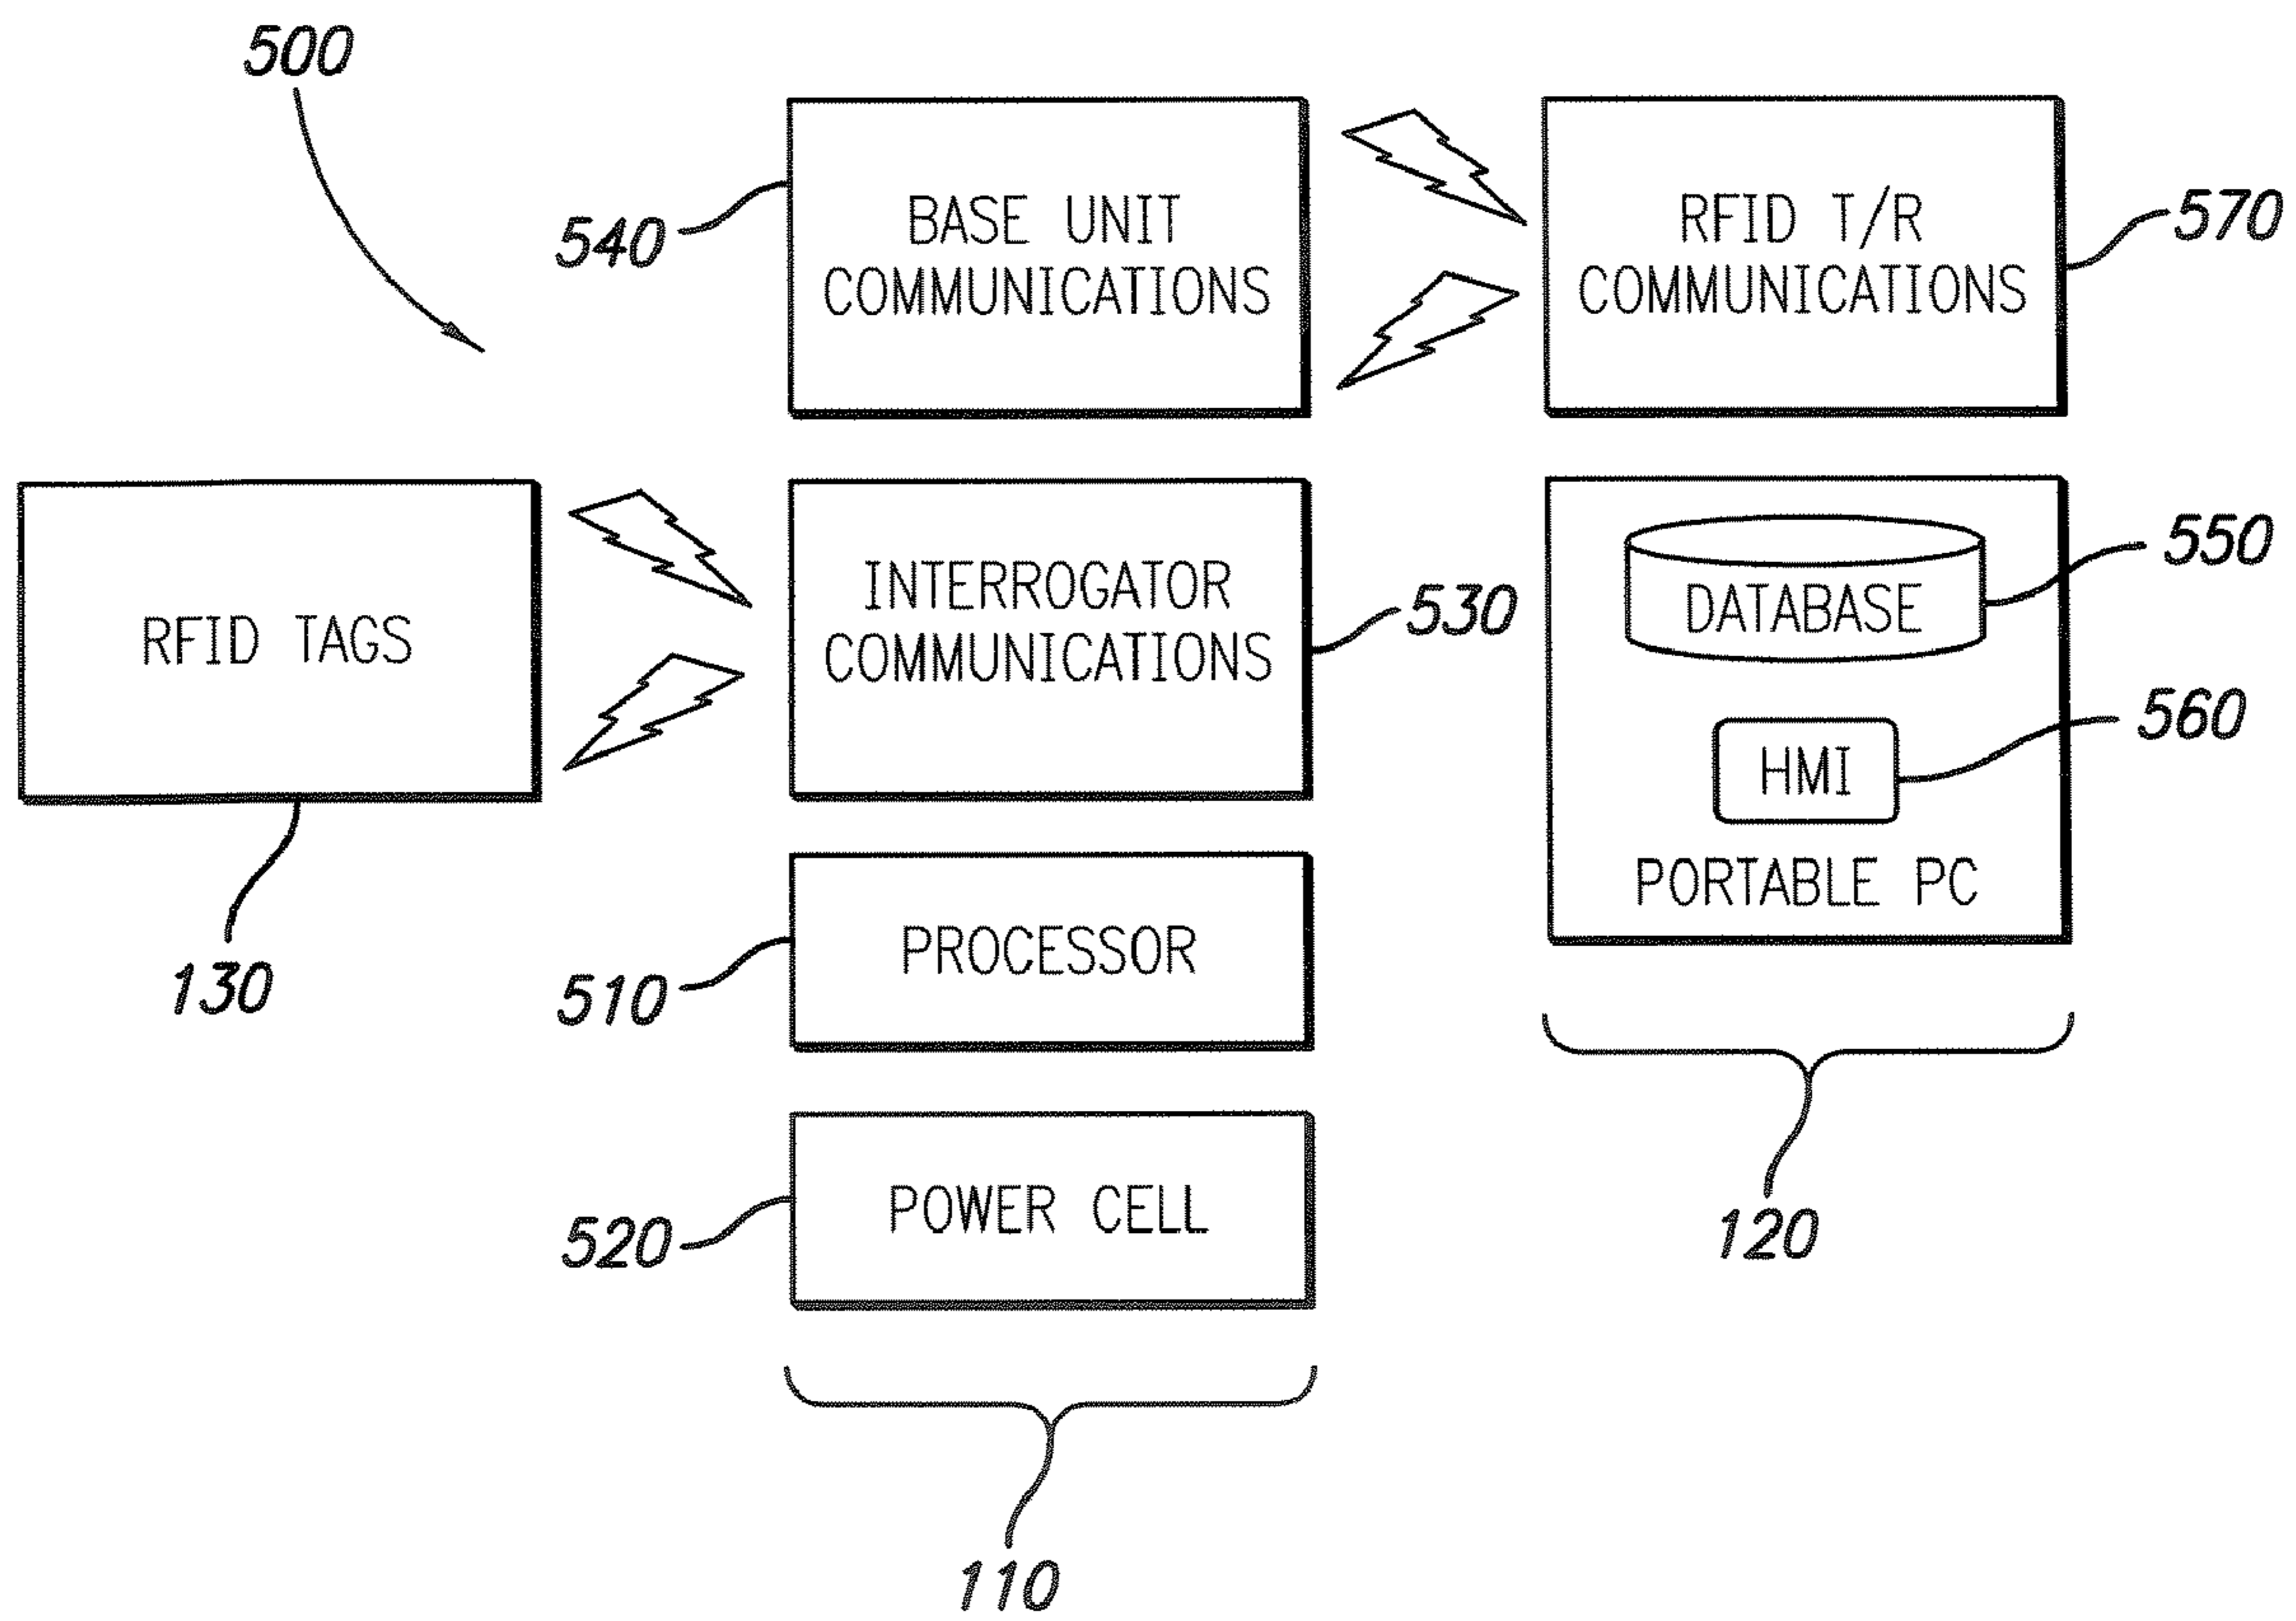 500
540
BASE UNIT
COMMUNICATIONS
RFID T/R
COMMUNICATIONS
570
RFID TAGS
130
INTERROGATOR
COMMUNICATIONS
530
DATABASE
550
HMI
560
PORTABLE PC
120
510
PROCESSOR
520
POWER CELL
110